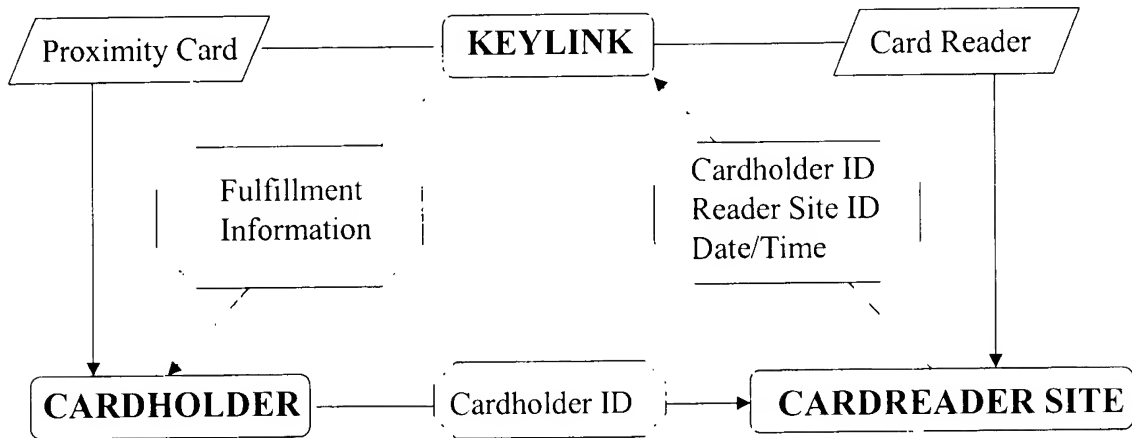 Proximity Card
KEYLINK
Card Reader
Fulfillment
Information
Cardholder ID
Reader Site ID
Date/Time
CARDHOLDER
Cardholder ID
CARDREADER SITE